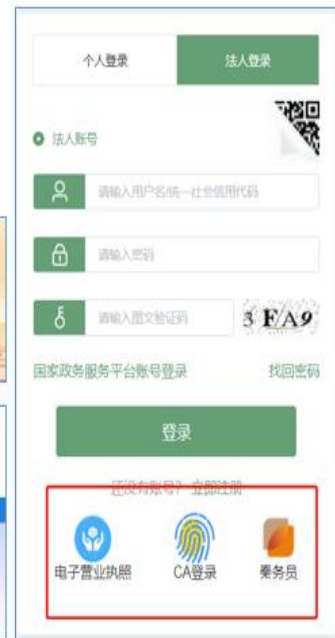 个人登录 法人登录
法人账号
请输入用户名/统一社会信用代码
请输入密码
请输入图文验证码 3 F/A9
国家政务服务平台账号登录 找回密码
登录
还没有账号？ 立即注册
电子营业执照 CA登录 秦务员